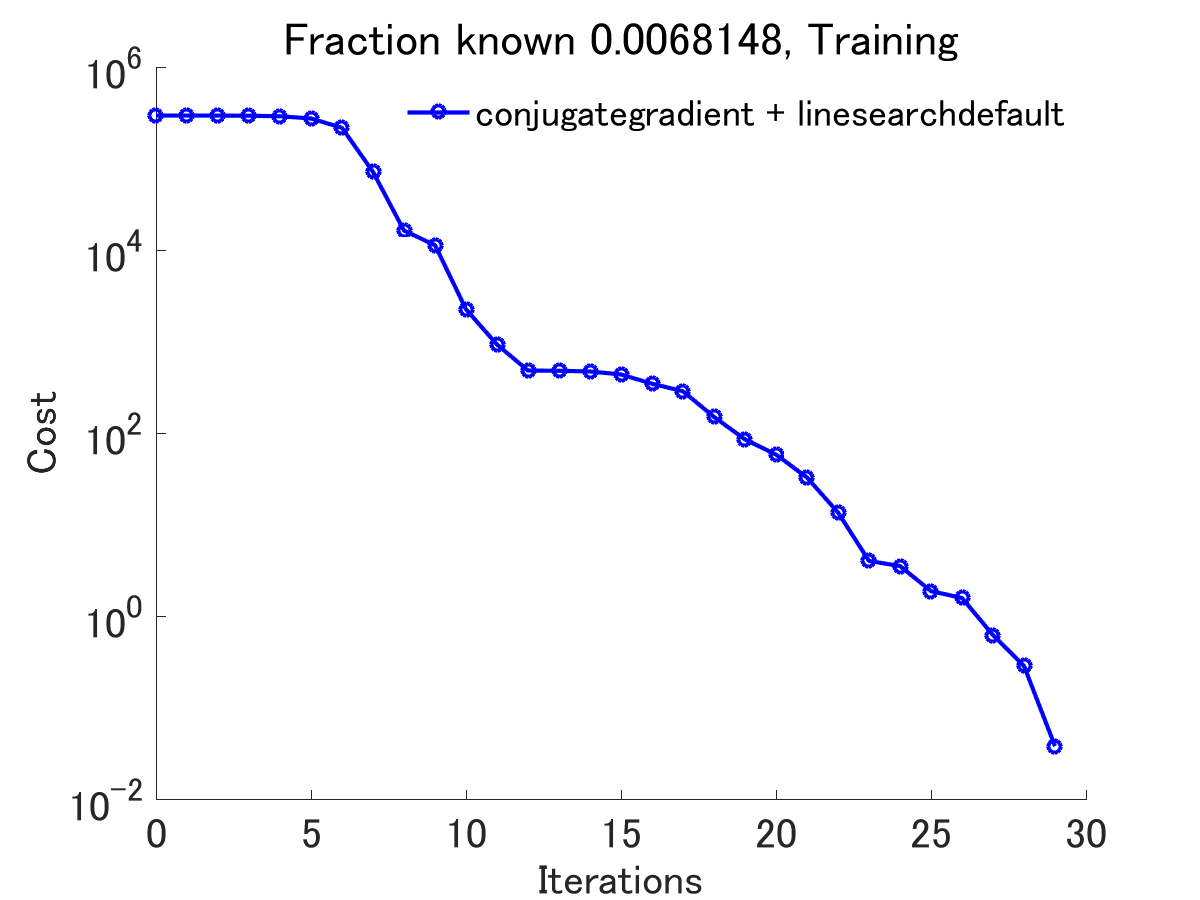 Fraction known 0.0068148, Training
conjugategradient + linesearchdefault
Cost
10^6
10^4
10^2
10^0
10^-2
0 5 10 15 20 25 30
Iterations